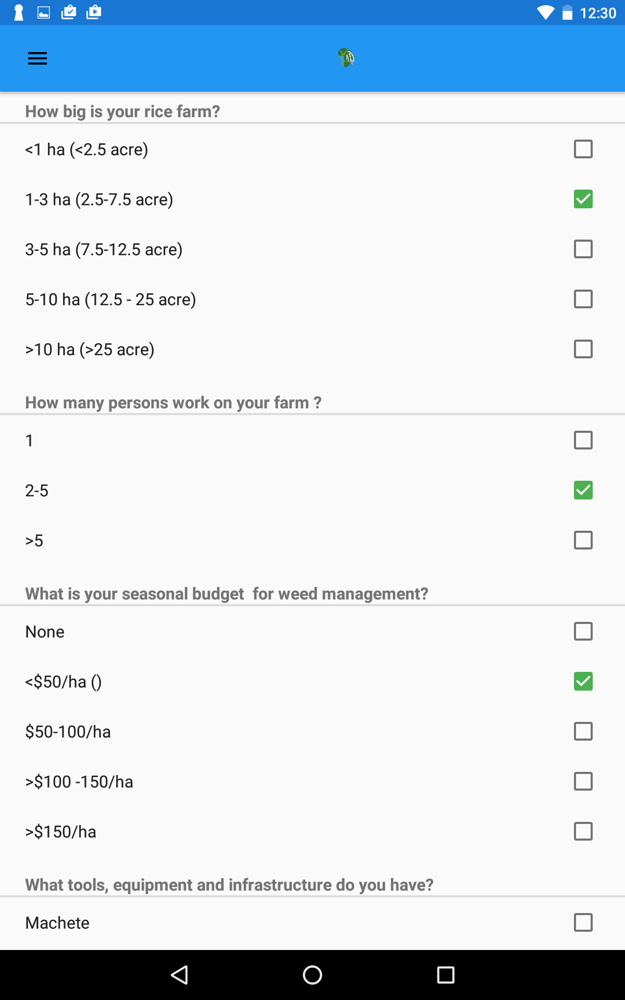 12:30
How big is your rice farm?
<1 ha (<2.5 acre)
1-3 ha (2.5-7.5 acre)
3-5 ha (7.5-12.5 acre)
5-10 ha (12.5 - 25 acre)
>10 ha (>25 acre)
How many persons work on your farm ?
1
2-5
>5
What is your seasonal budget  for weed management?
None
<$50/ha ()
$50-100/ha
>$100 -150/ha
>$150/ha
What tools, equipment and infrastructure do you have?
Machete